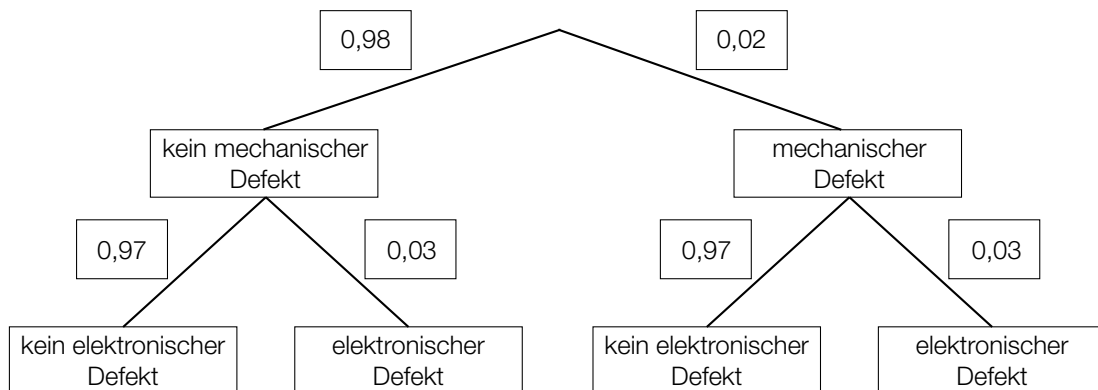 0,98
0,02
kein mechanischer
Defekt
mechanischer
Defekt
0,97
0,03
0,97
0,03
kein elektronischer
Defekt
elektronischer
Defekt
kein elektronischer
Defekt
elektronischer
Defekt